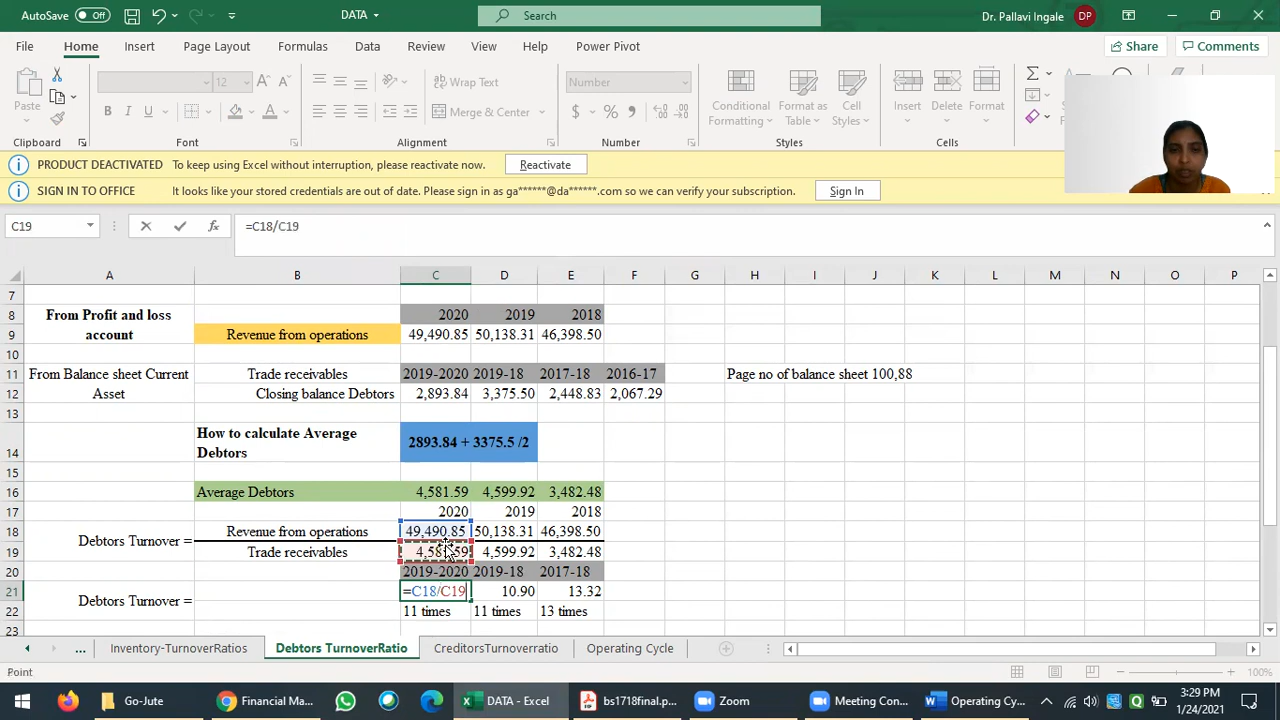 AutoSave Off DATA Search Dr. Pallavi Ingale DP
File Home Insert Page Layout Formulas Data Review View Help Power Pivot Share Comments
Paste 12 Wrap Text Merge & Center Number Conditional Formatting Format as Table Cell Styles Insert Delete Format
Clipboard Font Alignment Number Styles Cells
PRODUCT DEACTIVATED To keep using Excel without interruption, please reactivate now. Reactivate
SIGN IN TO OFFICE It looks like your stored credentials are out of date. Please sign in as ga******@da******.com so we can verify your subscription. Sign In
C19 fx =C18/C19
A B C D E F G H I J K L M N O P
7
8 From Profit and loss account 2020 2019 2018
9 Revenue from operations 49,490.85 50,138.31 46,398.50
10
11 From Balance sheet Current Asset Trade receivables 2019-2020 2019-18 2017-18 2016-17 Page no of balance sheet 100,88
12 Closing balance Debtors 2,893.84 3,375.50 2,448.83 2,067.29
13
14 How to calculate Average Debtors 2893.84 + 3375.5 /2
15
16 Average Debtors 4,581.59 4,599.92 3,482.48
17 2020 2019 2018
18 Debtors Turnover = Revenue from operations 49,490.85 50,138.31 46,398.50
19 Trade receivables 4,581.59 4,599.92 3,482.48
20 2019-2020 2019-18 2017-18
21 Debtors Turnover = =C18/C19 10.90 13.32
22 11 times 11 times 13 times
23
... Inventory-TurnoverRatios Debtors TurnoverRatio CreditorsTurnoverratio Operating Cycle
Point 100%
Go-Jute Financial Ma... DATA - Excel bs1718final.p... Zoom Meeting Con... Operating Cy... 3:29 PM
1/24/2021